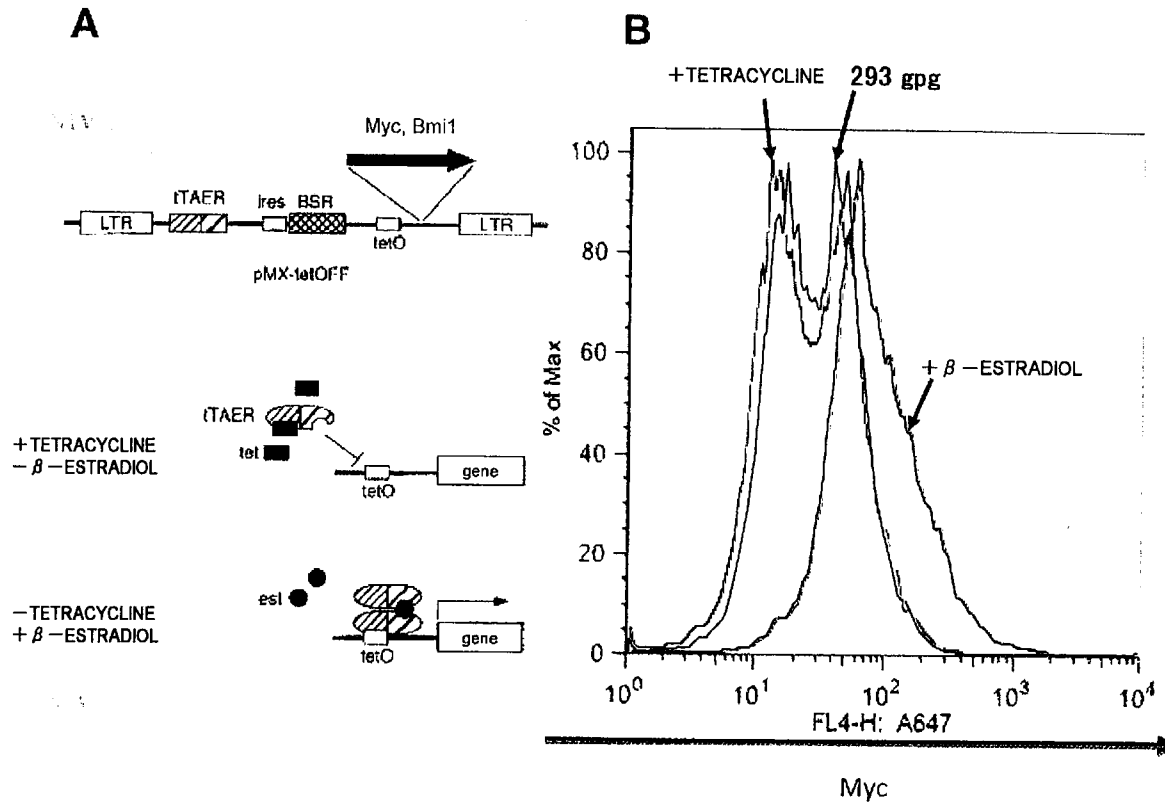 A
Myc, Bmi1
tTAER
Ires BSR
LTR
LTR
tetO
pMX-tetOFF
tTAER
+TETRACYCLINE
−β−ESTRADIOL
tet
gene
tetO
−TETRACYCLINE
+β−ESTRADIOL
est
gene
tetO
B
+TETRACYCLINE
293 gpg
+β−ESTRADIOL
% of Max
100
80
60
40
20
0
10⁰ 10¹ 10² 10³ 10⁴
FL4-H: A647
Myc